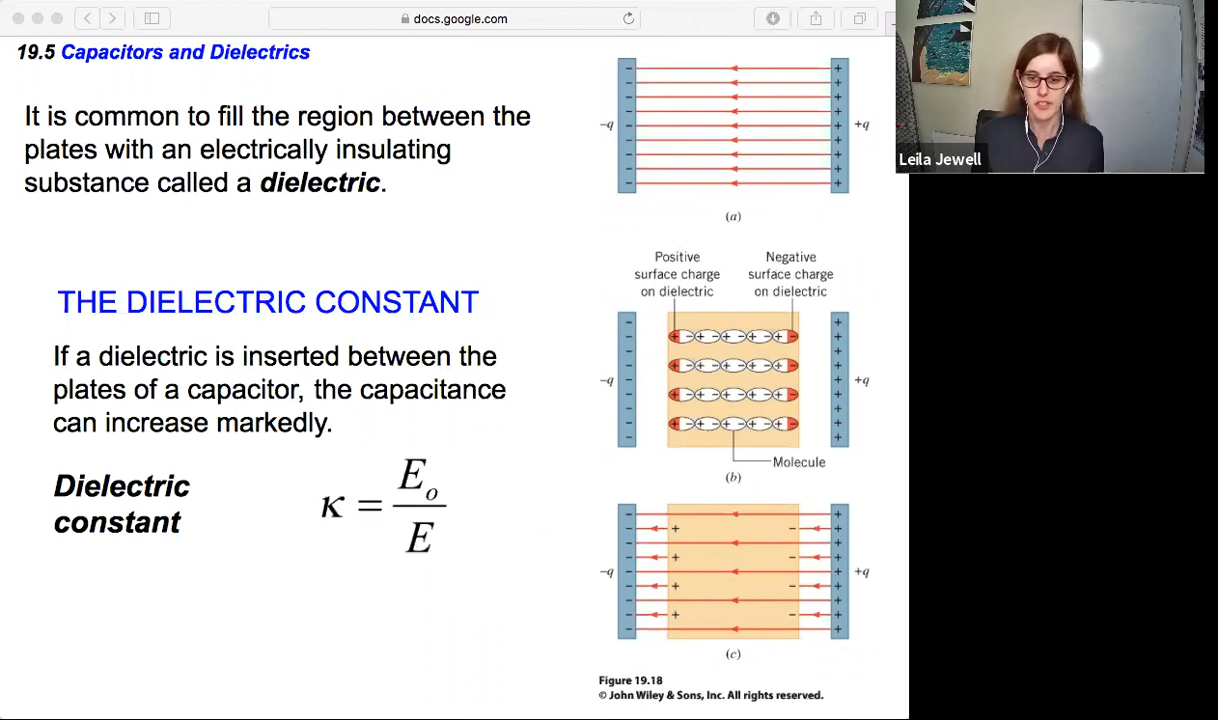 docs.google.com
19.5 Capacitors and Dielectrics
It is common to fill the region between the
plates with an electrically insulating
substance called a dielectric.
THE DIELECTRIC CONSTANT
If a dielectric is inserted between the
plates of a capacitor, the capacitance
can increase markedly.
Dielectric
constant
κ = E₀ / E
−q
+q
(a)
Positive
surface charge
on dielectric
Negative
surface charge
on dielectric
−q
+q
Molecule
(b)
−q
+q
(c)
Figure 19.18
© John Wiley & Sons, Inc. All rights reserved.
Leila Jewell